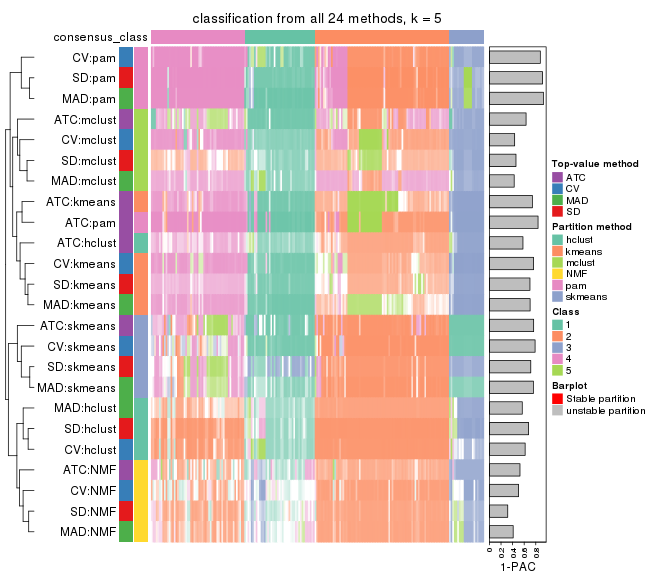 classification from all 24 methods, k = 5
consensus_class
CV:pam
SD:pam
MAD:pam
ATC:mclust
CV:mclust
SD:mclust
MAD:mclust
ATC:kmeans
ATC:pam
ATC:hclust
CV:kmeans
SD:kmeans
MAD:kmeans
ATC:skmeans
CV:skmeans
SD:skmeans
MAD:skmeans
MAD:hclust
SD:hclust
CV:hclust
ATC:NMF
CV:NMF
SD:NMF
MAD:NMF
0
0.2
0.4
0.6
0.8
1-PAC
Top-value method
ATC
CV
MAD
SD
Partition method
hclust
kmeans
mclust
NMF
pam
skmeans
Class
1
2
3
4
5
Barplot
Stable partition
unstable partition